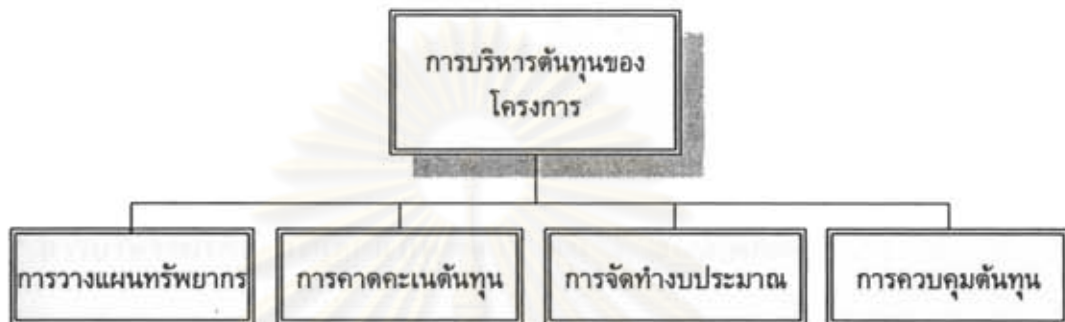 การบริหารต้นทุนของ
โครงการ
การวางแผนทรัพยากร
การคาดคะเนต้นทุน
การจัดทำงบประมาณ
การควบคุมต้นทุน